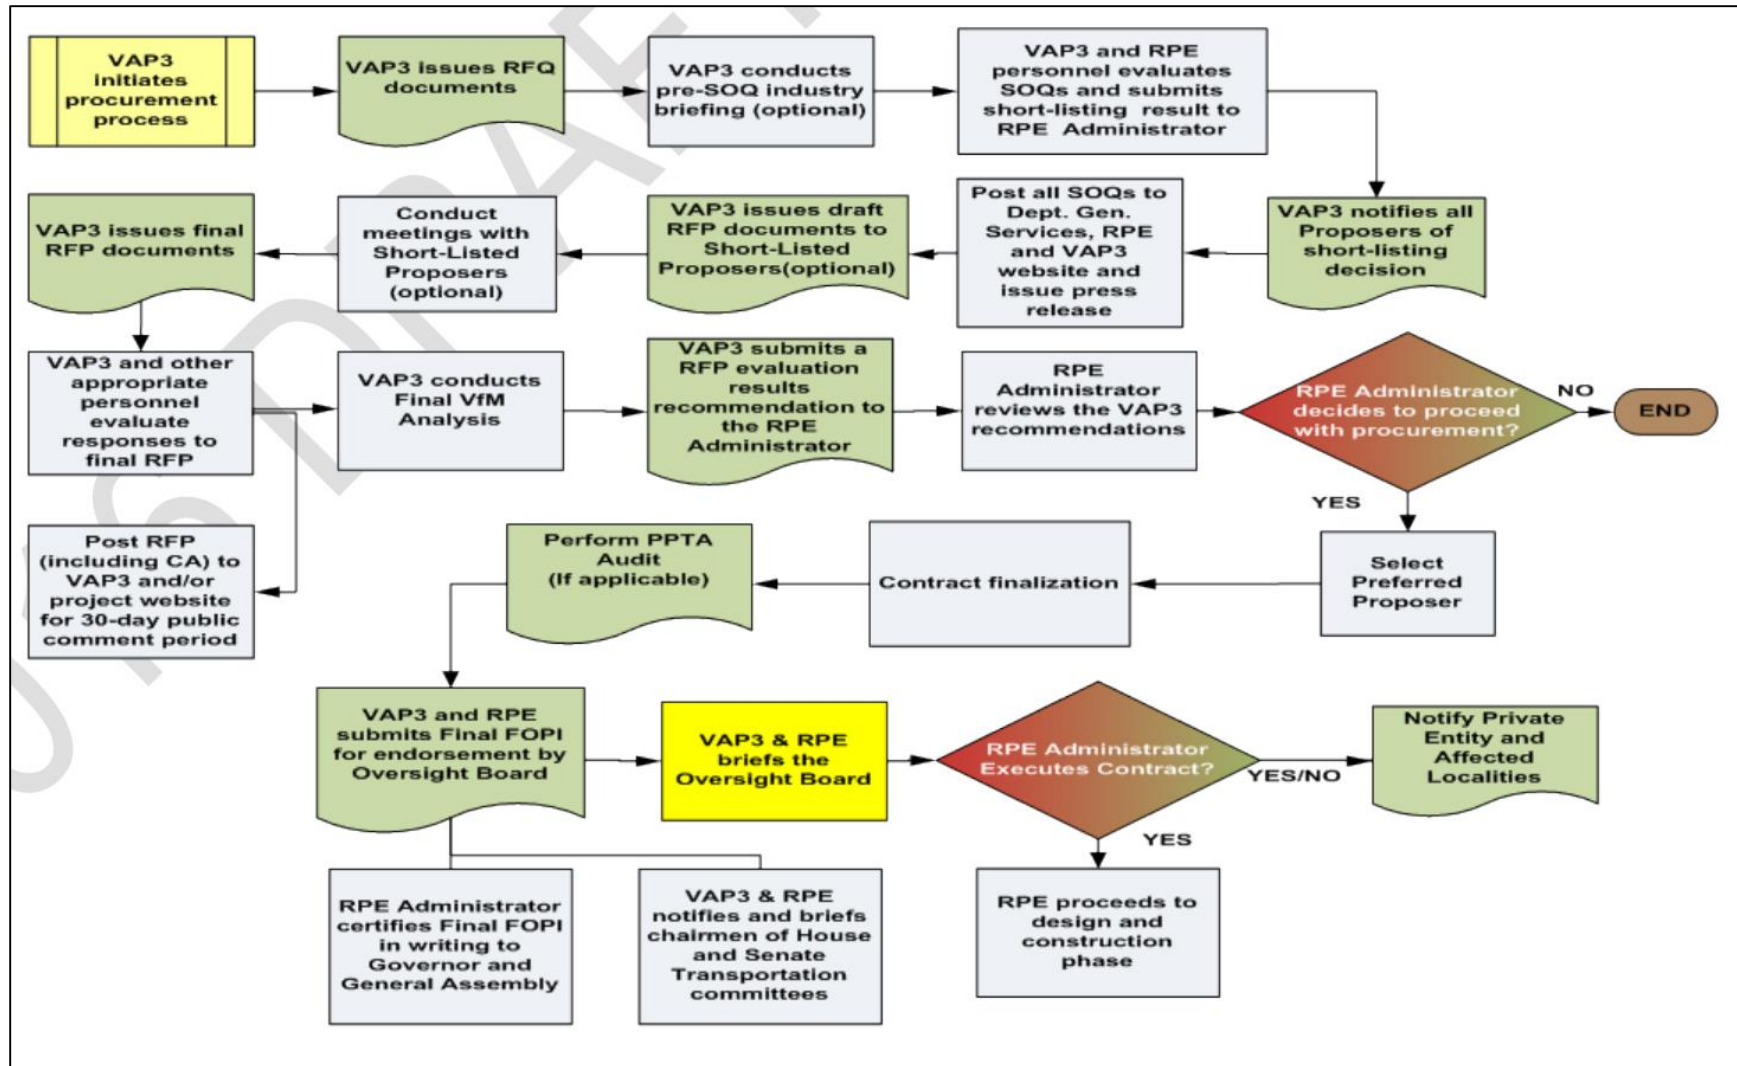 VAP3
initiates
procurement
process
VAP3 issues RFQ
documents
VAP3 conducts
pre-SOQ industry
briefing (optional)
VAP3 and RPE
personnel evaluates
SOQs and submits
short-listing result to
RPE Administrator
VAP3 issues final
RFP documents
Conduct
meetings with
Short-Listed
Proposers
(optional)
VAP3 issues draft
RFP documents to
Short-Listed
Proposers(optional)
Post all SOQs to
Dept. Gen.
Services, RPE
and VAP3
website and
issue press
release
VAP3 notifies all
Proposers of
short-listing
decision
VAP3 and other
appropriate
personnel
evaluate
responses to
final RFP
VAP3 conducts
Final VfM
Analysis
VAP3 submits a
RFP evaluation
results
recommendation to
the RPE
Administrator
RPE
Administrator
reviews the VAP3
recommendations
RPE Administrator
decides to proceed
with procurement?
NO
END
YES
Post RFP
(including CA) to
VAP3 and/or
project website
for 30-day public
comment period
Perform PPTA
Audit
(If applicable)
Contract finalization
Select
Preferred
Proposer
VAP3 and RPE
submits Final FOPI
for endorsement by
Oversight Board
VAP3 & RPE
briefs the
Oversight Board
RPE Administrator
Executes Contract?
YES/NO
Notify Private
Entity and
Affected
Localities
YES
RPE Administrator
certifies Final FOPI
in writing to
Governor and
General Assembly
VAP3 & RPE
notifies and briefs
chairmen of House
and Senate
Transportation
committees
RPE proceeds to
design and
construction
phase